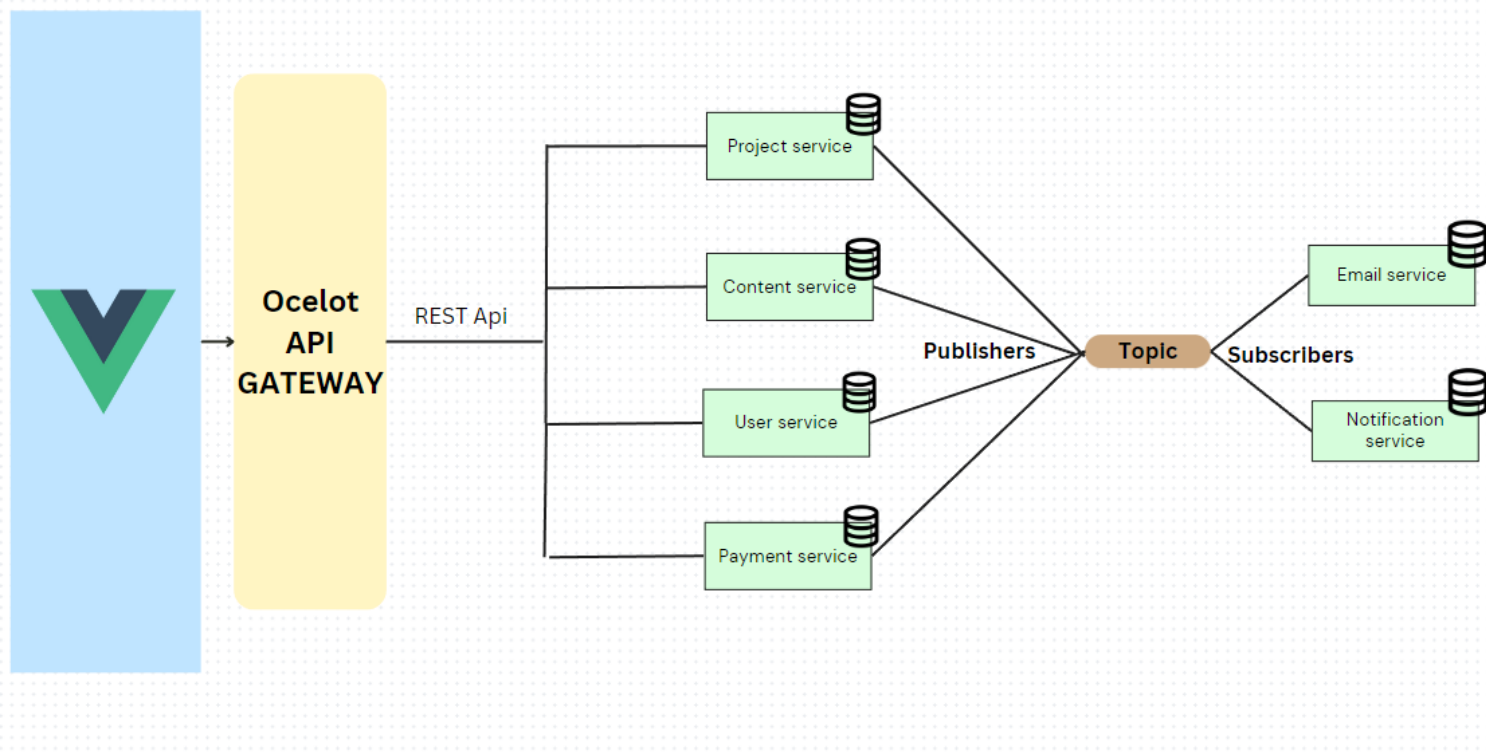 Ocelot
API
GATEWAY
REST Api
Project service
Content service
User service
Payment service
Publishers
Topic
Subscribers
Email service
Notification
service